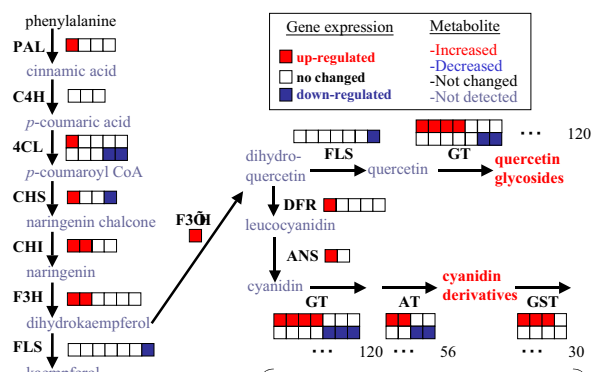 phenylalanine
PAL
cinnamic acid
C4H
p-coumaric acid
4CL
p-coumaroyl CoA
CHS
naringenin chalcone
CHI
naringenin
F3H
dihydrokaempferol
FLS
kaempferol
Gene expression
up-regulated
no changed
down-regulated
Metabolite
-Increased
-Decreased
-Not changed
-Not detected
dihydro-
quercetin
FLS
quercetin
GT
... 120
quercetin
glycosides
DFR
leucocyanidin
ANS
cyanidin
GT
AT
cyanidin
derivatives
GST
... 120
... 56
... 30